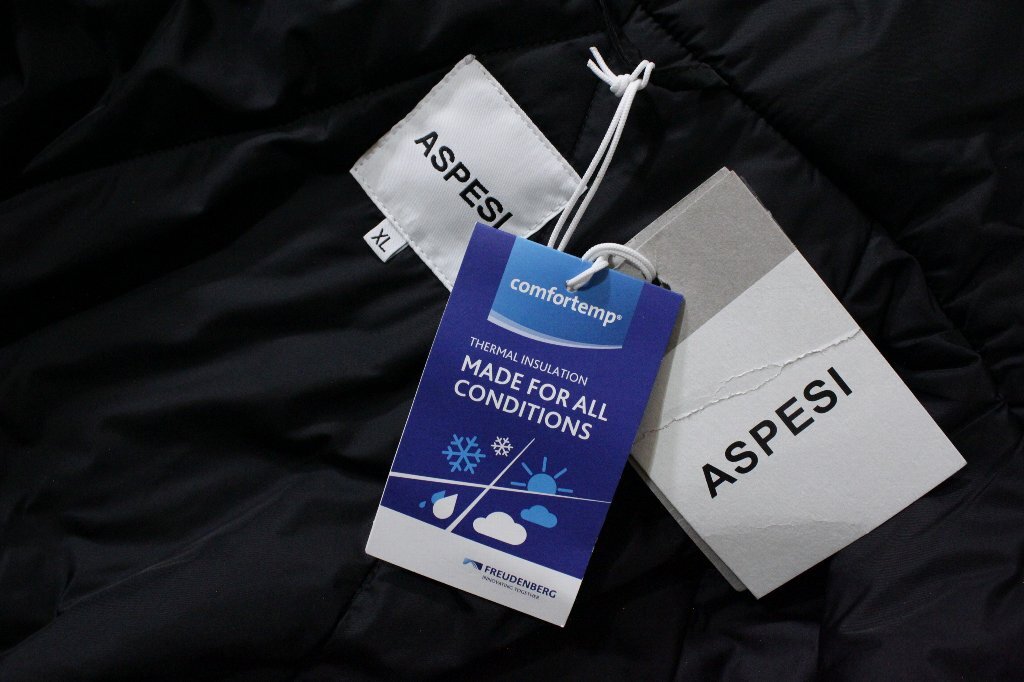 ASPESI
XL
comfortemp®
THERMAL INSULATION
MADE FOR ALL
CONDITIONS
FREUDENBERG
INNOVATING TOGETHER
ASPESI